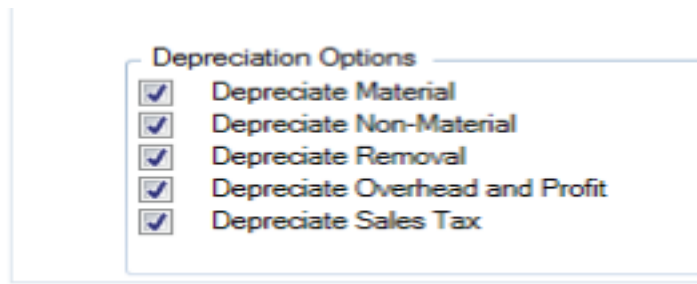 Depreciation Options
Depreciate Material
Depreciate Non-Material
Depreciate Removal
Depreciate Overhead and Profit
Depreciate Sales Tax